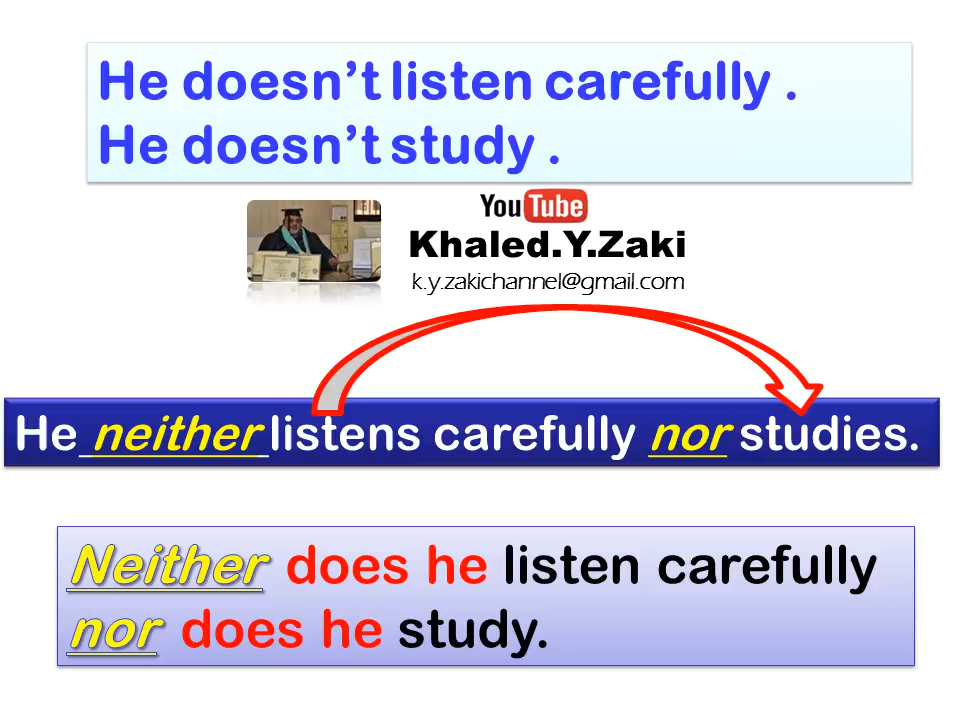 He doesn’t listen carefully .
He doesn’t study .
YouTube
Khaled.Y.Zaki
k.y.zakichannel@gmail.com
He neither listens carefully nor studies.
Neither does he listen carefully
nor does he study.